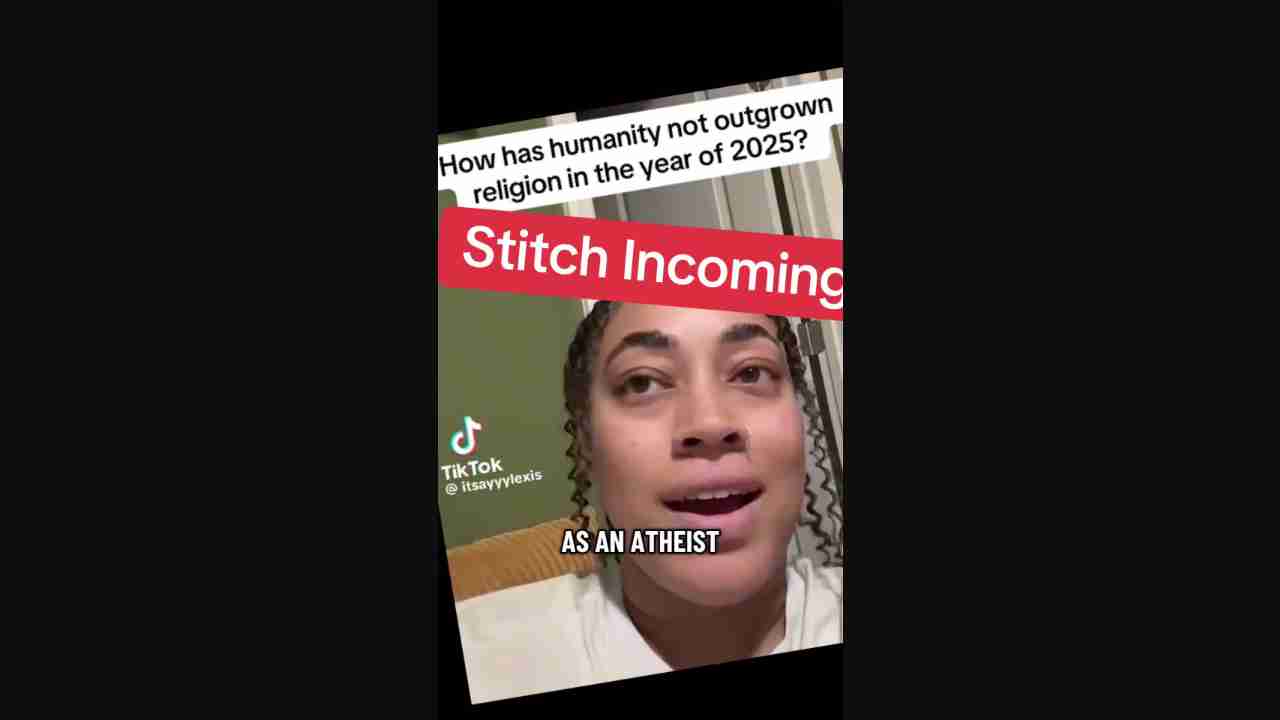 How has humanity not outgrown
religion in the year of 2025?
Stitch Incoming
TikTok
@ itsayyylexis
AS AN ATHEIST